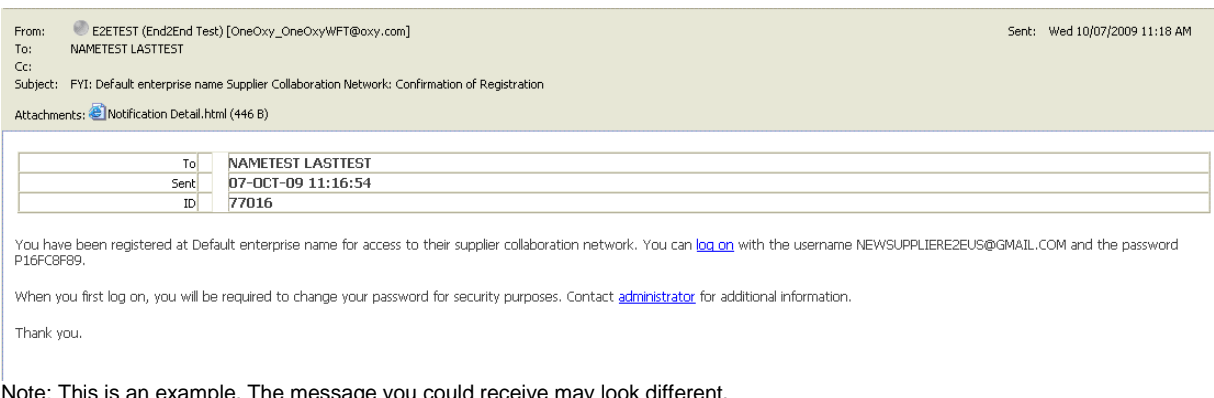 From: E2ETEST (End2End Test) [OneOxy_OneOxyWFT@oxy.com] Sent: Wed 10/07/2009 11:18 AM
To: NAMETEST LASTTEST
Cc:
Subject: FYI: Default enterprise name Supplier Collaboration Network: Confirmation of Registration
Attachments: Notification Detail.html (446 B)
To NAMETEST LASTTEST
Sent 07-OCT-09 11:16:54
ID 77016
You have been registered at Default enterprise name for access to their supplier collaboration network. You can log on with the username NEWSUPPLIERE2EUS@GMAIL.COM and the password
P16FC8F89.
When you first log on, you will be required to change your password for security purposes. Contact administrator for additional information.
Thank you.
Note: This is an example. The message you could receive may look different.